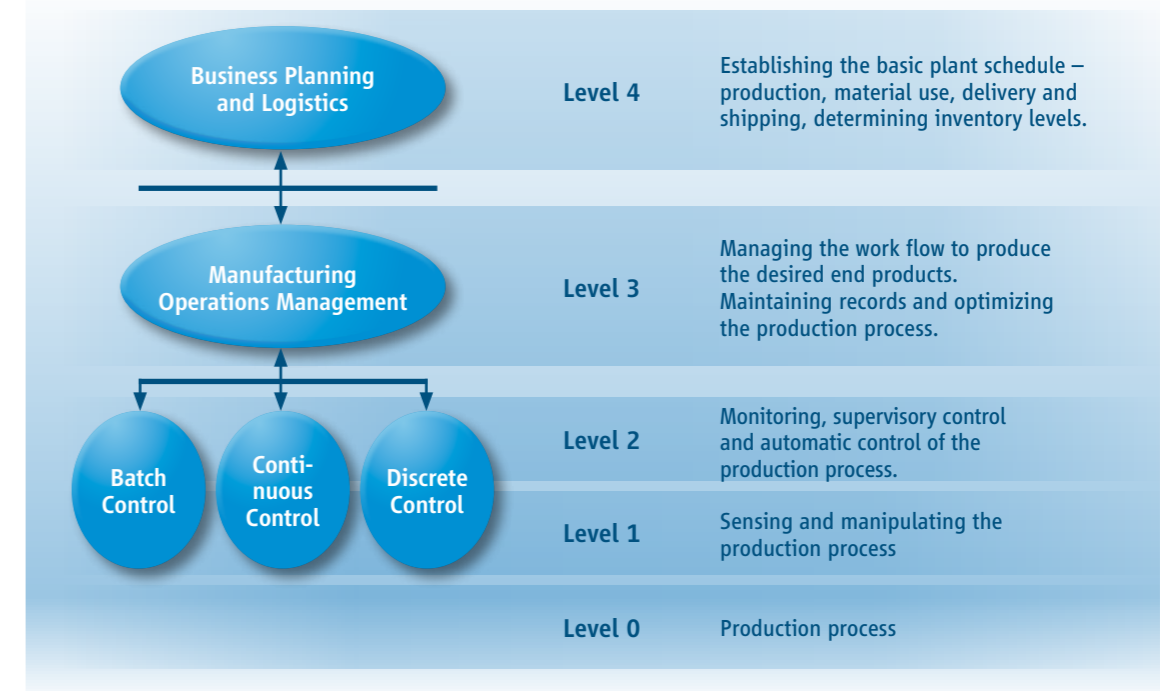 Business Planning
and Logistics
Level 4
Establishing the basic plant schedule –
production, material use, delivery and
shipping, determining inventory levels.
Manufacturing
Operations Management
Level 3
Managing the work flow to produce
the desired end products.
Maintaining records and optimizing
the production process.
Batch
Control
Conti-
nuous
Control
Discrete
Control
Level 2
Monitoring, supervisory control
and automatic control of the
production process.
Level 1
Sensing and manipulating the
production process
Level 0
Production process